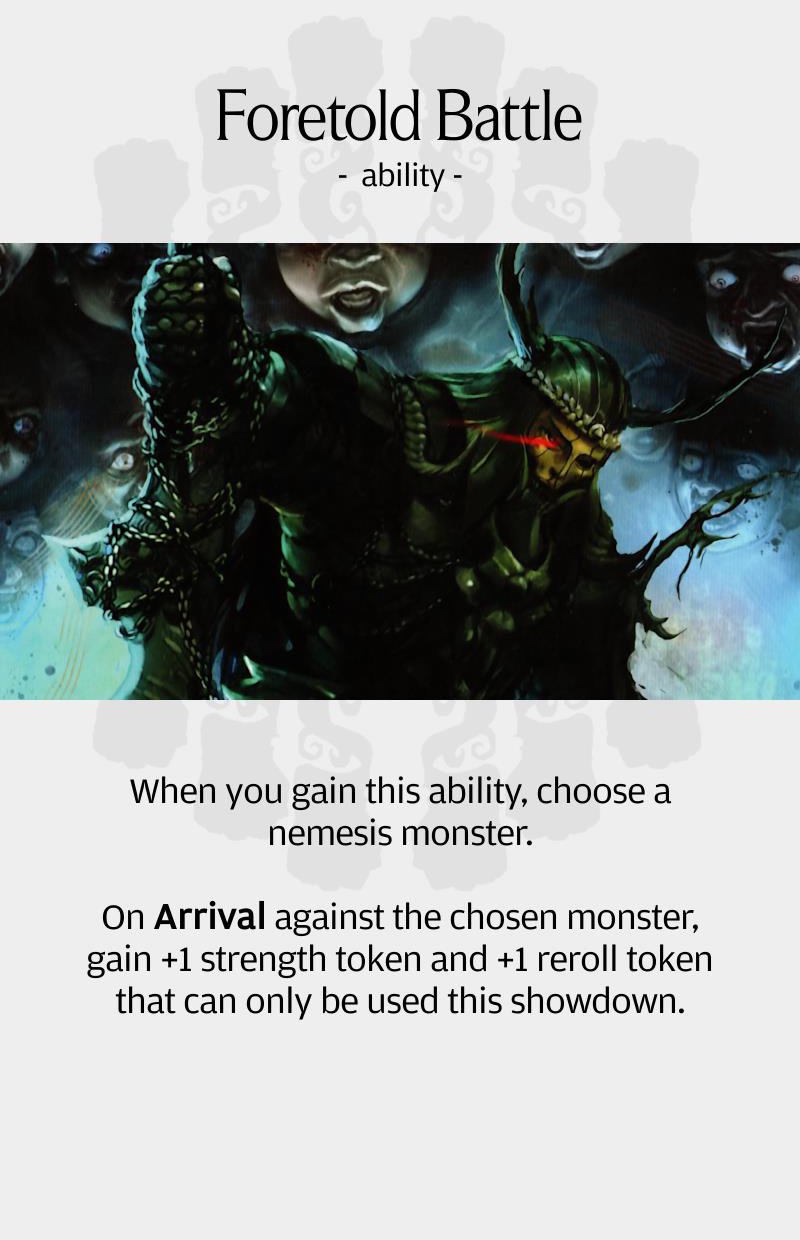 Foretold Battle
- ability -
When you gain this ability, choose a
nemesis monster.
On Arrival against the chosen monster,
gain +1 strength token and +1 reroll token
that can only be used this showdown.